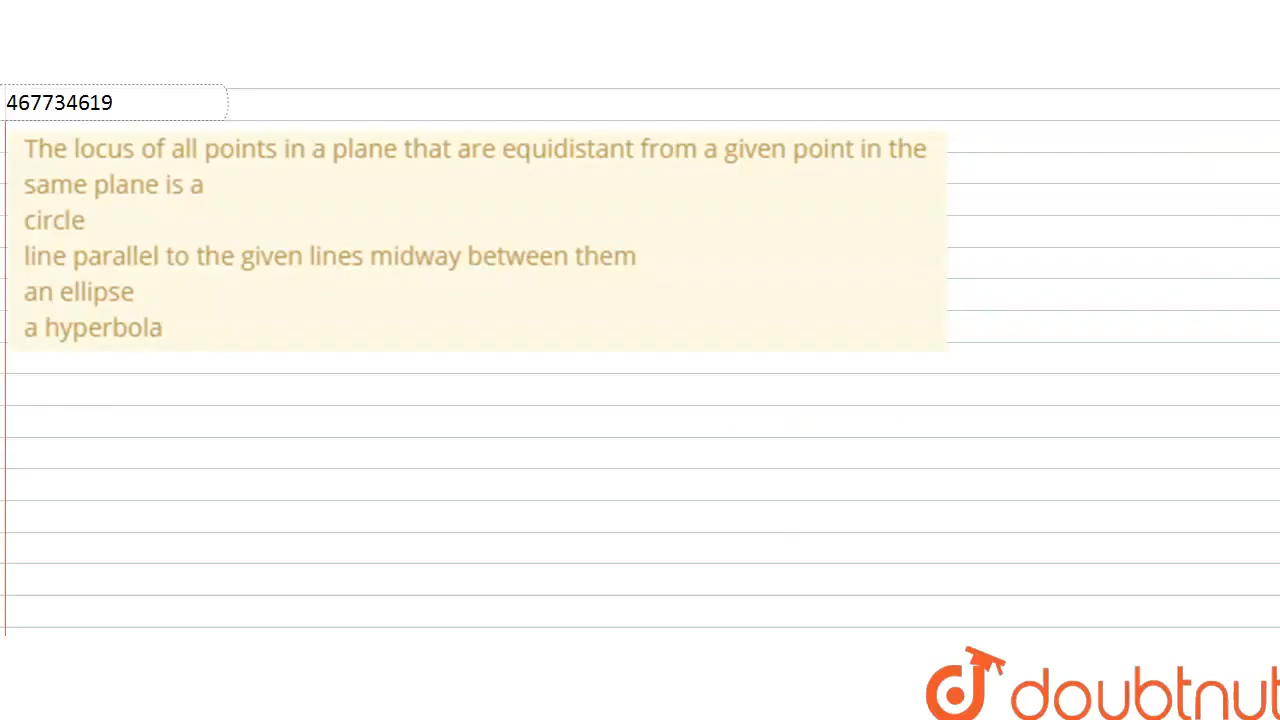 467734619
The locus of all points in a plane that are equidistant from a given point in the
same plane is a
circle
line parallel to the given lines midway between them
an ellipse
a hyperbola
doubtnut